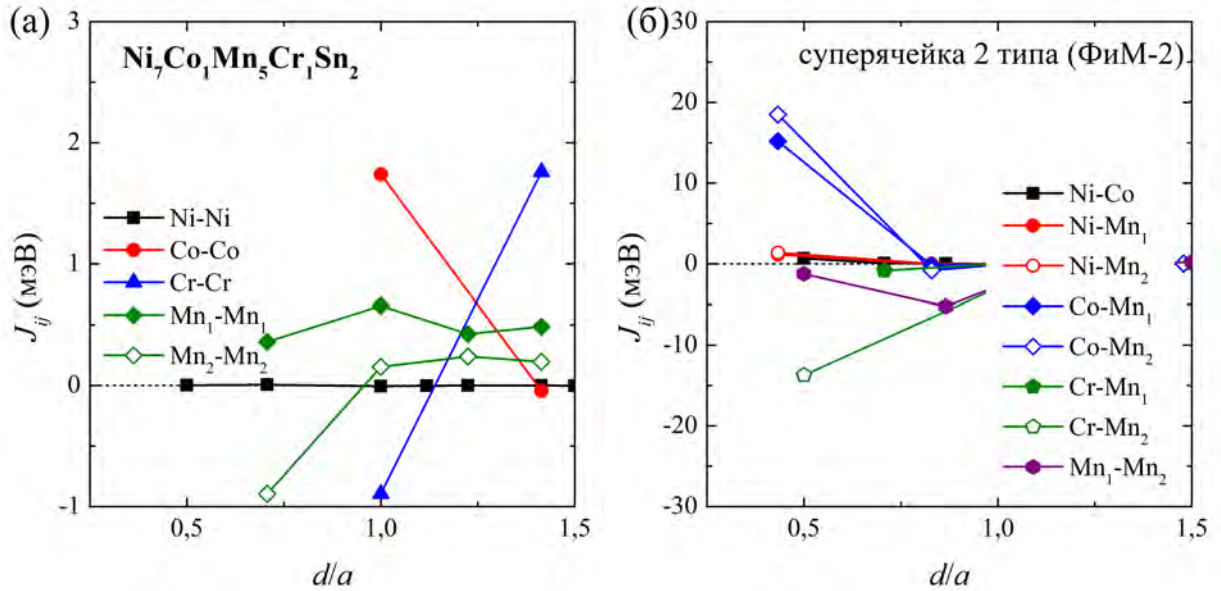 (а)
Ni₇Co₁Mn₅Cr₁Sn₂
3
2
1
0
-1
J_ij (мэВ)
Ni-Ni
Co-Co
Cr-Cr
Mn₁-Mn₁
Mn₂-Mn₂
0,5
1,0
1,5
d/a
(б)
суперячейка 2 типа (ФиМ-2)
30
20
10
0
-10
-20
-30
J_ij (мэВ)
Ni-Co
Ni-Mn₁
Ni-Mn₂
Co-Mn₁
Co-Mn₂
Cr-Mn₁
Cr-Mn₂
Mn₁-Mn₂
0,5
1,0
1,5
d/a